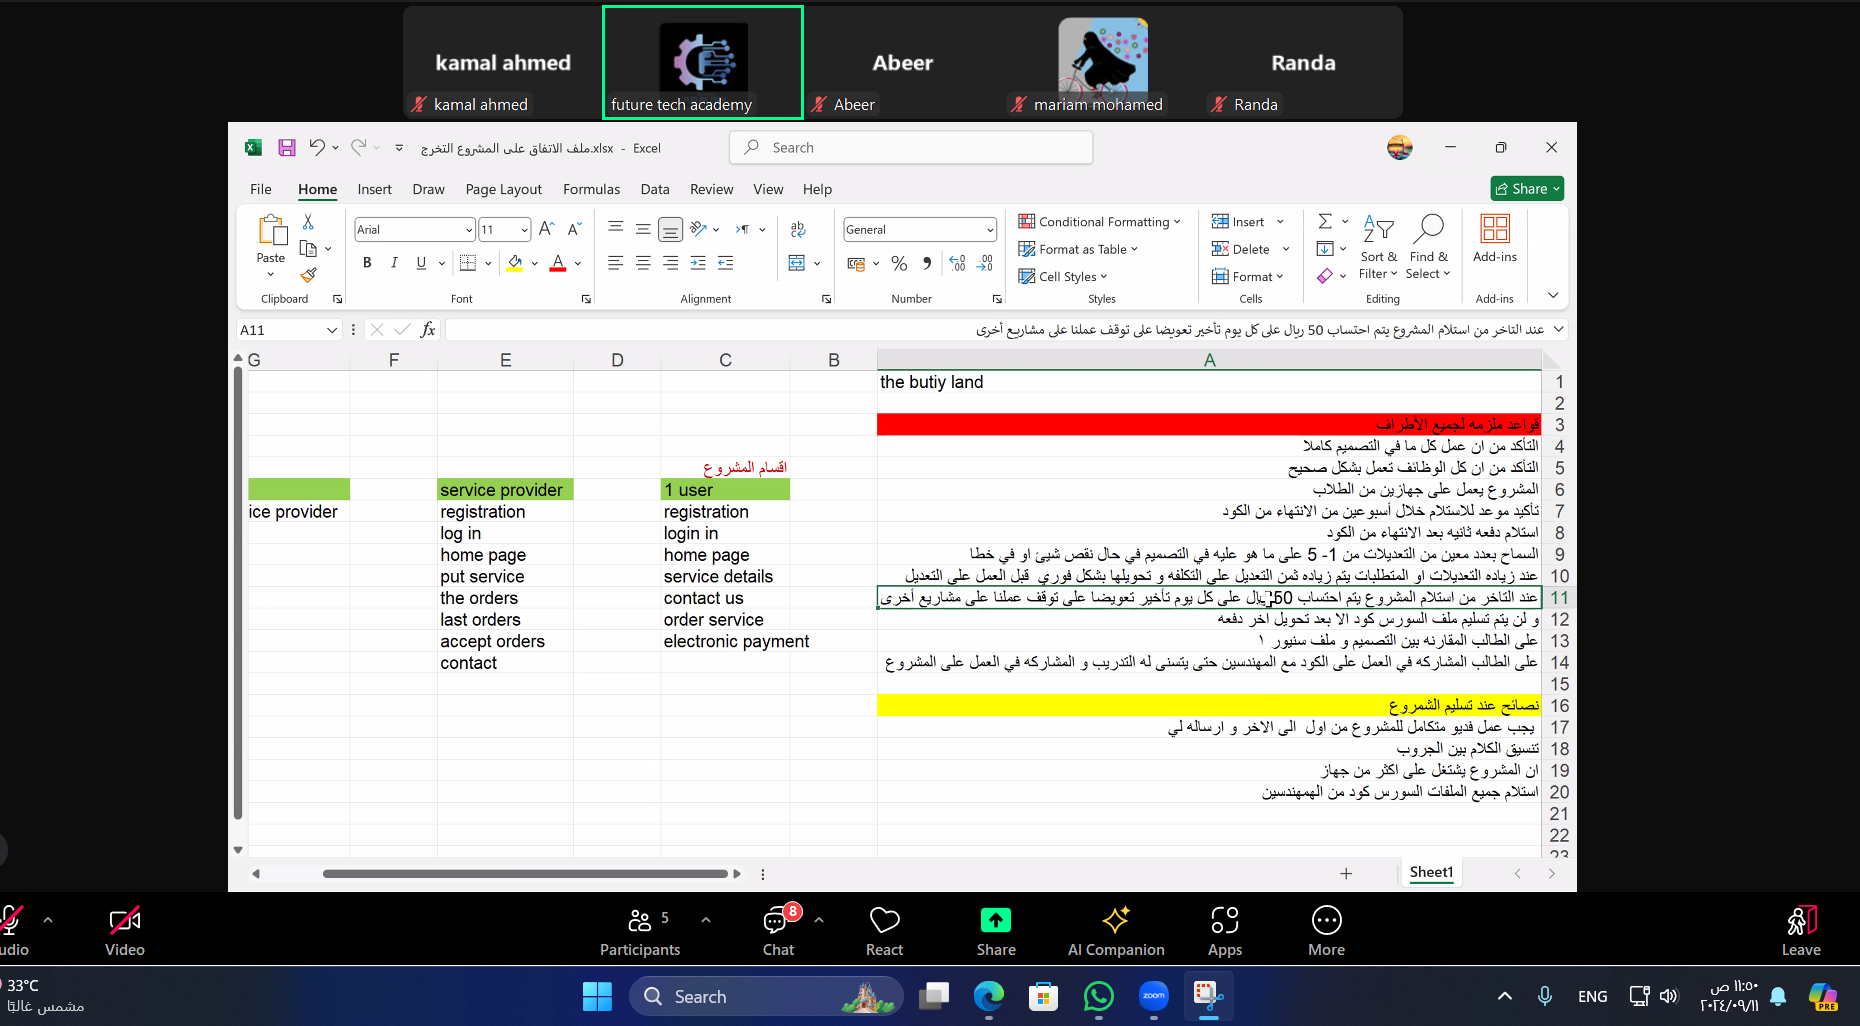 kamal ahmed
Abeer
Randa
kamal ahmed
future tech academy
Abeer
mariam mohamed
Randa
ملف الاتفاق على المشروع التخرج.xlsx - Excel
Search
File Home Insert Draw Page Layout Formulas Data Review View Help
Share
Paste
Clipboard
Arial
11
B I U
Font
ab
Alignment
General
Number
Conditional Formatting
Format as Table
Cell Styles
Styles
Insert
Delete
Format
Cells
Sort & Filter
Find & Select
Editing
Add-ins
Add-ins
A11
fx
عند التاخر من استلام المشروع يتم احتساب 50 ريال على كل يوم تأخير تعويضا على توقف عملنا على مشاريع أخرى
G F E D C B A
1 the butiy land
2
3 قواعد ملزمه لجميع الأطراف
4 التأكد من ان عمل كل ما في التصميم كاملا
5 التأكد من ان كل الوظائف تعمل بشكل صحيح
6 المشروع يعمل على جهازين من الطلاب
7 تأكيد موعد للاستلام خلال أسبوعين من الانتهاء من الكود
8 استلام دفعه ثانيه بعد الانتهاء من الكود
9 السماح بعدد معين من التعديلات من 1- 5 على ما هو عليه في التصميم في حال نقص شيئ او في خطا
10 عند زياده التعديلات او المتطلبات يتم زياده ثمن التعديل على التكلفه و تحويلها بشكل فوري قبل العمل على التعديل
11 عند التاخر من استلام المشروع يتم احتساب 50 ريال على كل يوم تأخير تعويضا على توقف عملنا على مشاريع أخرى
12 و لن يتم تسليم ملف السورس كود الا بعد تحويل اخر دفعه
13 على الطالب المقارنه بين التصميم و ملف سنيور ١
14 على الطالب المشاركه في العمل على الكود مع المهندسين حتى يتسنى له التدريب و المشاركه في العمل على المشروع
15
16 نصائح عند تسليم الشمروع
17 يجب عمل فديو متكامل للمشروع من اول الى الاخر و ارساله لي
18 تنسيق الكلام بين الجروب
19 ان المشروع يشتغل على اكثر من جهاز
20 استلام جميع الملفات السورس كود من الهمهندسين
21
22
23
اقسام المشروع
1 user
registration
login in
home page
service details
contact us
order service
electronic payment
service provider
registration
log in
home page
put service
the orders
last orders
accept orders
contact
ice provider
Sheet1
udio
Video
Participants 5
Chat 8
React
Share
AI Companion
Apps
More
Leave
33°C
مشمس غالبًا
Search
zoom
ENG
١١:٥٠ ص
٢٠٢٤/٠٩/١١
PRE